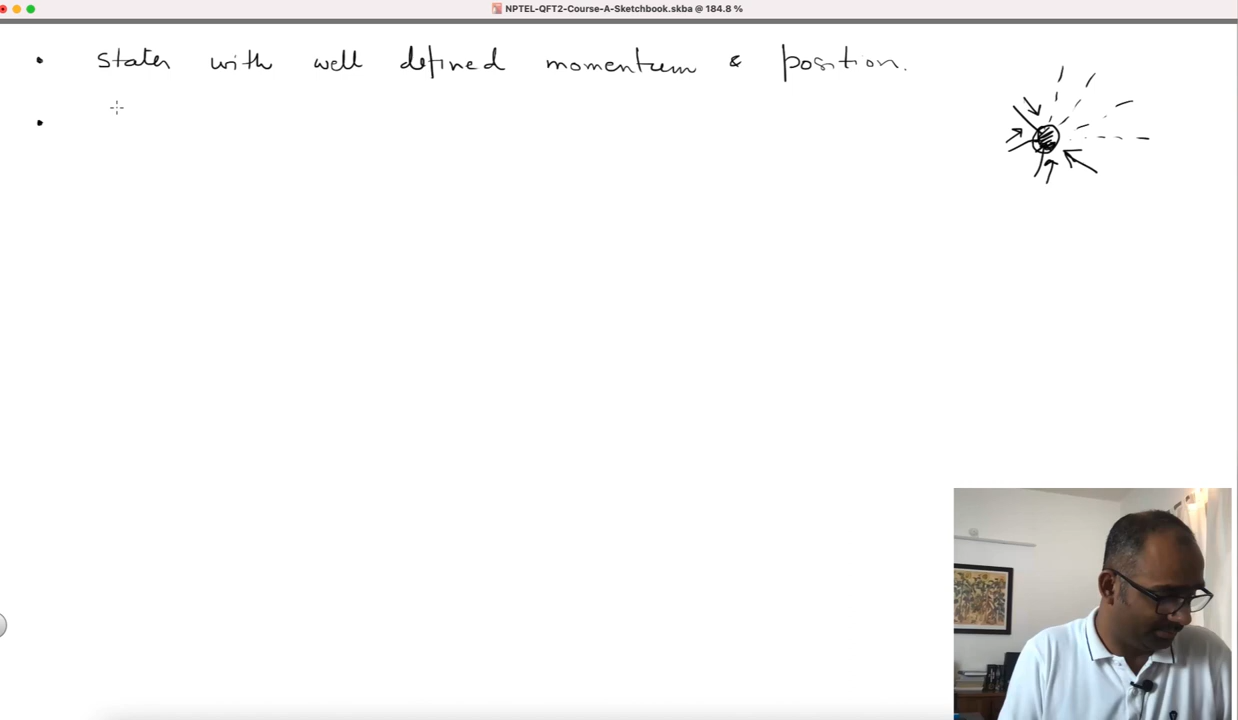 NPTEL-QFT2-Course-A-Sketchbook.skba @ 184.8 %
• states with well defined momentum & position.
•